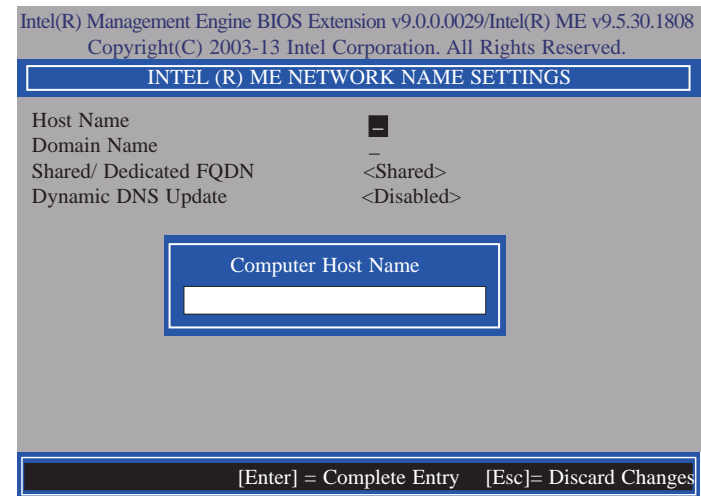 Intel(R) Management Engine BIOS Extension v9.0.0.0029/Intel(R) ME v9.5.30.1808
Copyright(C) 2003-13 Intel Corporation. All Rights Reserved.
INTEL (R) ME NETWORK NAME SETTINGS
Host Name _
Domain Name _
Shared/ Dedicated FQDN <Shared>
Dynamic DNS Update <Disabled>
Computer Host Name
[Enter] = Complete Entry [Esc]= Discard Changes